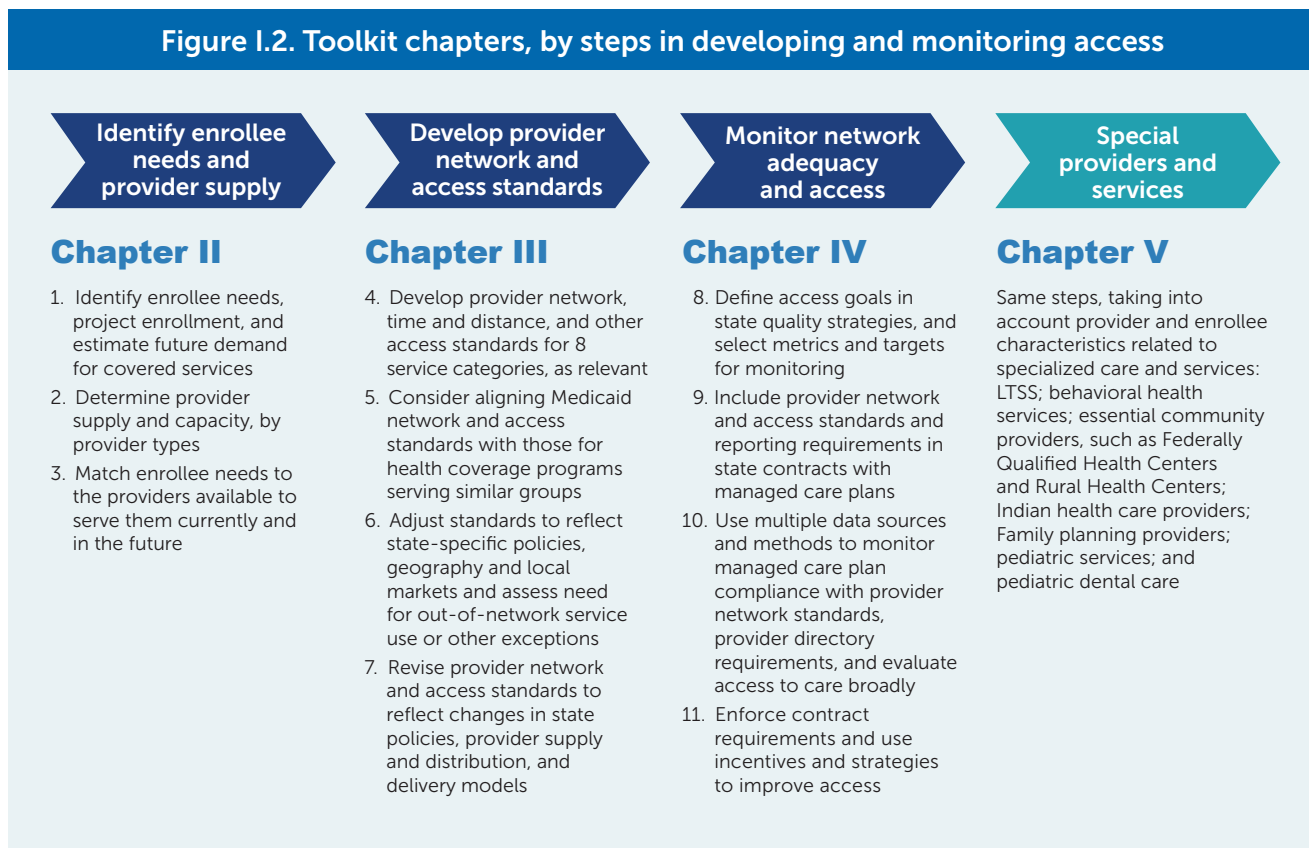 Figure I.2. Toolkit chapters, by steps in developing and monitoring access
Identify enrollee
needs and
provider supply
Develop provider
network and
access standards
Monitor network
adequacy
and access
Special
providers and
services
Chapter II
1. Identify enrollee needs,
project enrollment, and
estimate future demand
for covered services
2. Determine provider
supply and capacity, by
provider types
3. Match enrollee needs to
the providers available to
serve them currently and
in the future
Chapter III
4. Develop provider network,
time and distance, and other
access standards for 8
service categories, as relevant
5. Consider aligning Medicaid
network and access
standards with those for
health coverage programs
serving similar groups
6. Adjust standards to reflect
state-specific policies,
geography and local
markets and assess need
for out-of-network service
use or other exceptions
7. Revise provider network
and access standards to
reflect changes in state
policies, provider supply
and distribution, and
delivery models
Chapter IV
8. Define access goals in
state quality strategies, and
select metrics and targets
for monitoring
9. Include provider network
and access standards and
reporting requirements in
state contracts with
managed care plans
10. Use multiple data sources
and methods to monitor
managed care plan
compliance with provider
network standards,
provider directory
requirements, and evaluate
access to care broadly
11. Enforce contract
requirements and use
incentives and strategies
to improve access
Chapter V
Same steps, taking into
account provider and enrollee
characteristics related to
specialized care and services:
LTSS; behavioral health
services; essential community
providers, such as Federally
Qualified Health Centers
and Rural Health Centers;
Indian health care providers;
Family planning providers;
pediatric services; and
pediatric dental care